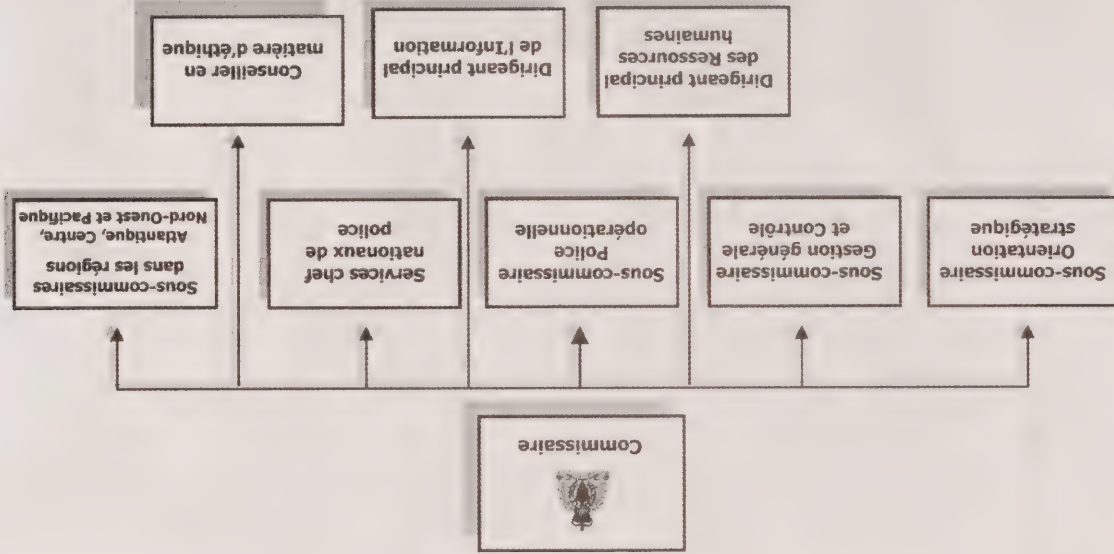 Commissaire
Sous-commissaire
Orientation
stratégique
Sous-commissaire
Gestion générale
et Contrôle
Sous-commissaire
Police
opérationnelle
Services chef
nationaux de
police
Sous-commissaires
dans les régions
Atlantique, Centre,
Nord-Ouest et Pacifique
Dirigeant principal
des Ressources
humaines
Dirigeant principal
de l'Information
Conseiller en
matière d'éthique